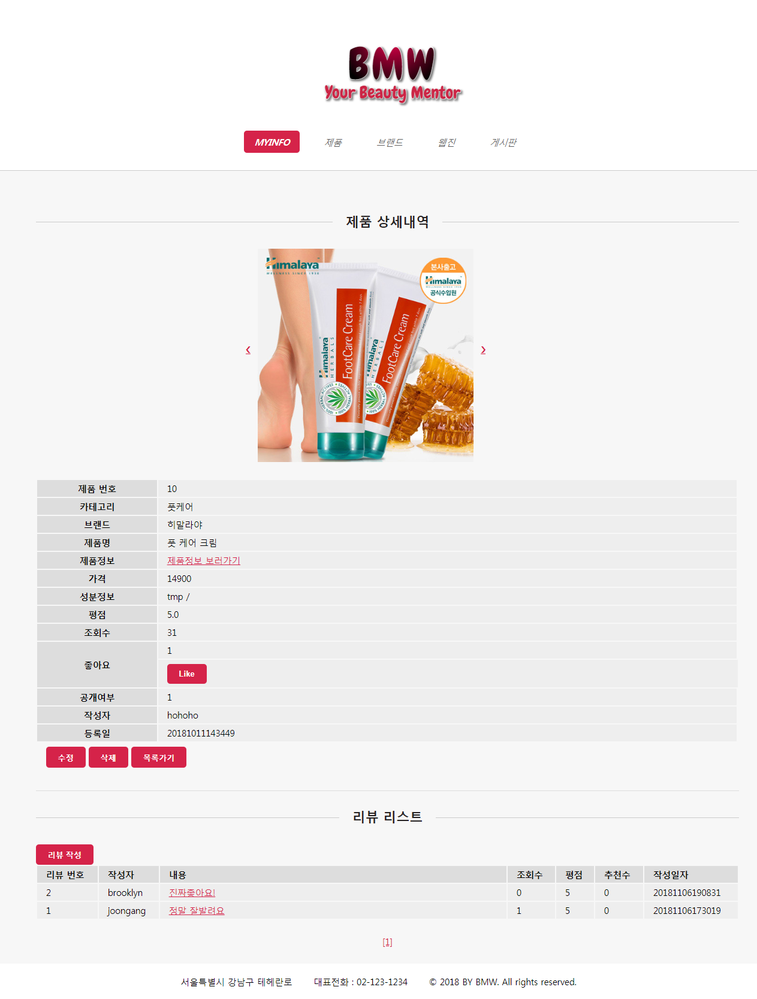 BMW
Your Beauty Mentor
MYINFO 제품 브랜드 웹진 게시판
제품 상세내역
Himalaya
WELLNESS SINCE 1930
본사출고
Himalaya
WELLNESS SINCE 1930
공식수입원
Himalaya HERBALS FootCare Cream
Himalaya FootCare Cream
‹ ›
제품 번호 10
카테고리 풋케어
브랜드 히말라야
제품명 풋 케어 크림
제품정보 제품정보 보러가기
가격 14900
성분정보 tmp /
평점 5.0
조회수 31
좋아요 1
Like
공개여부 1
작성자 hohoho
등록일 20181011143449
수정 삭제 목록가기
리뷰 리스트
리뷰 작성
리뷰 번호 작성자 내용 조회수 평점 추천수 작성일자
2 brooklyn 진짜좋아요! 0 5 0 20181106190831
1 joongang 정말 잘발려요 1 5 0 20181106173019
[1]
서울특별시 강남구 테헤란로 대표전화 : 02-123-1234 © 2018 BY BMW. All rights reserved.